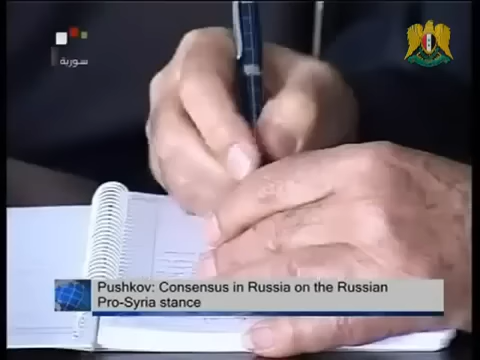 سورية
Pushkov: Consensus in Russia on the Russian
Pro-Syria stance